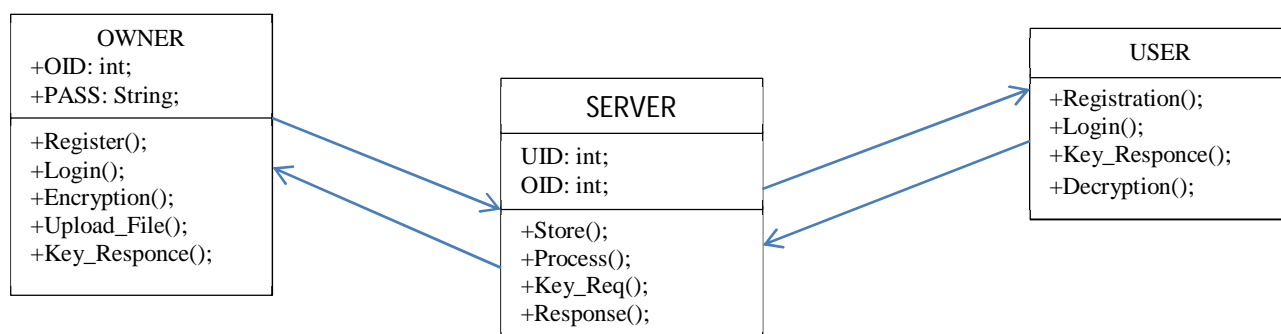 OWNER
+OID: int;
+PASS: String;
+Register();
+Login();
+Encryption();
+Upload_File();
+Key_Responce();
SERVER
UID: int;
OID: int;
+Store();
+Process();
+Key_Req();
+Response();
USER
+Registration();
+Login();
+Key_Responce();
+Decryption();